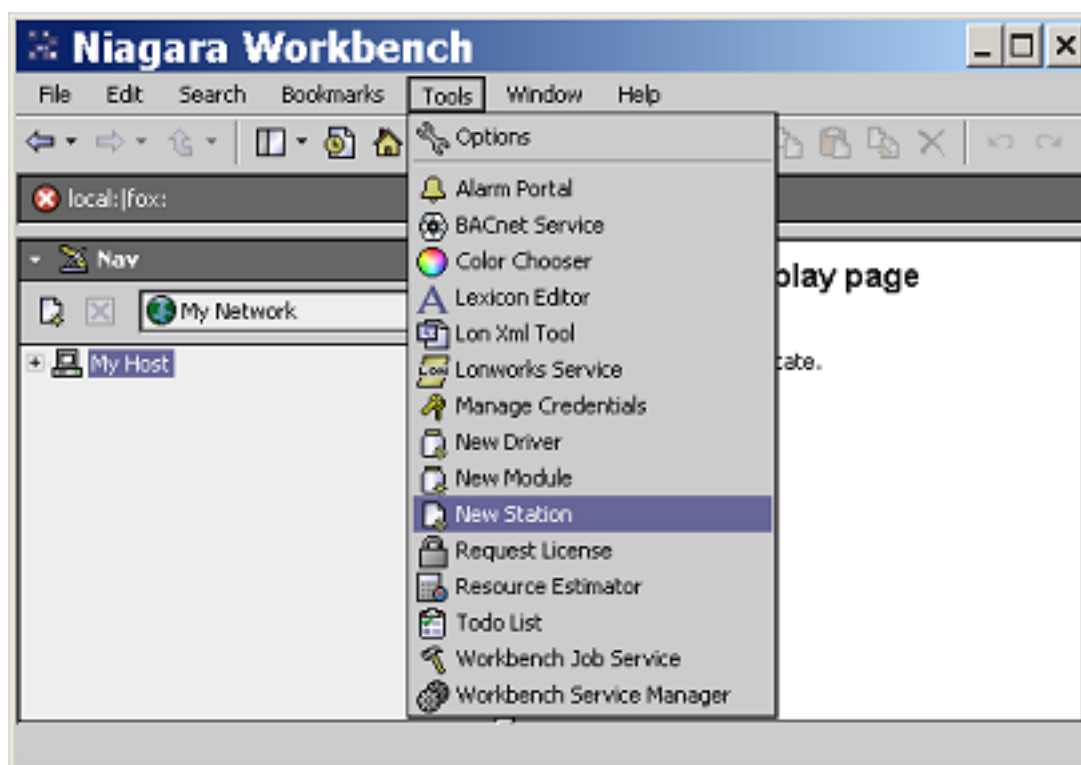 Niagara Workbench
File Edit Search Bookmarks Tools Window Help
Options
local:|fox:
Alarm Portal
BACnet Service
Nav
Color Chooser
play page
My Network
Lexicon Editor
Lon Xml Tool
My Host
Lonworks Service
Manage Credentials
New Driver
New Module
New Station
Request License
Resource Estimator
Todo List
Workbench Job Service
Workbench Service Manager